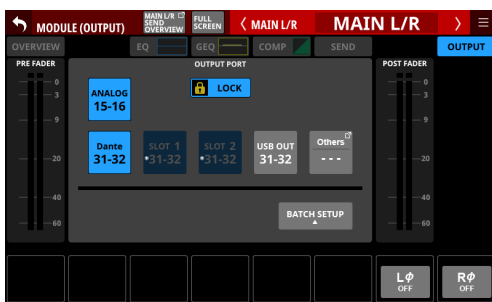 MODULE (OUTPUT)
MAIN L/R
SEND
OVERVIEW
FULL
SCREEN
MAIN L/R
MAIN L/R
OVERVIEW
EQ
GEQ
COMP
SEND
OUTPUT
PRE FADER
OUTPUT PORT
POST FADER
LOCK
ANALOG
15-16
0
3
9
20
40
60
0
3
9
20
40
60
Dante
31-32
SLOT 1
*31-32
SLOT 2
*31-32
USB OUT
31-32
Others
---
BATCH SETUP
LΦ
OFF
RΦ
OFF